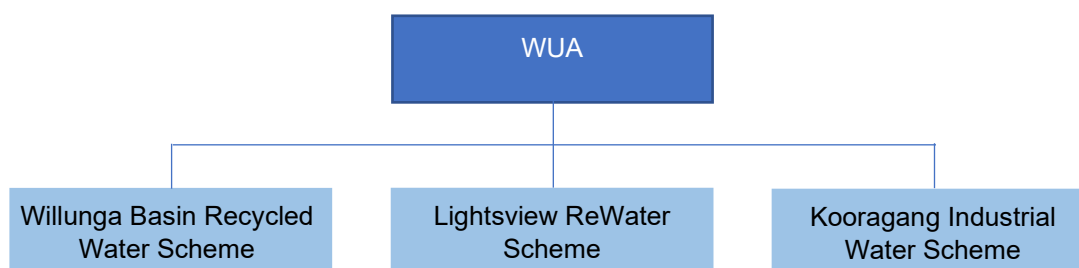 WUA
Willunga Basin Recycled
Water Scheme
Lightsview ReWater
Scheme
Kooragang Industrial
Water Scheme